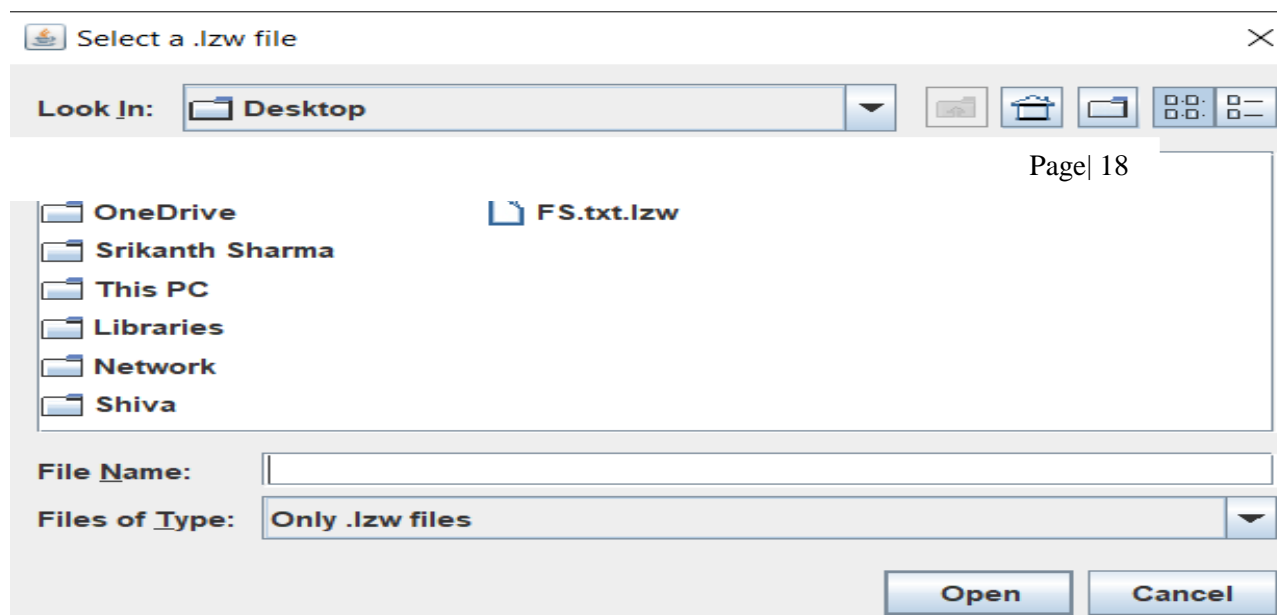 Select a .lzw file
Look In: Desktop
Page| 18
OneDrive FS.txt.lzw
Srikanth Sharma
This PC
Libraries
Network
Shiva
File Name:
Files of Type: Only .lzw files
Open Cancel